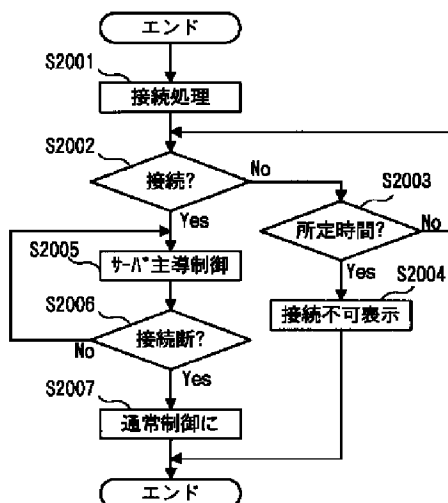 エンド
S2001
接続処理
S2002
接続?
No
S2003
所定時間?
No
Yes
S2005
サーバ主導制御
Yes
S2004
接続不可表示
S2006
接続断?
No
Yes
S2007
通常制御に
エンド